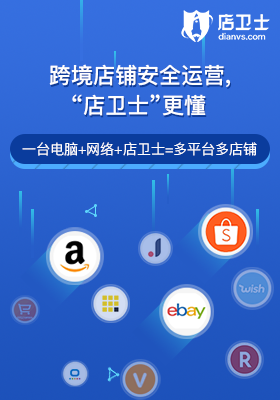 店卫士
dianvs.com
跨境店铺安全运营，
“店卫士”更懂
一台电脑+网络+店卫士=多平台多店铺
a
J
S
wish
ebay
R
V